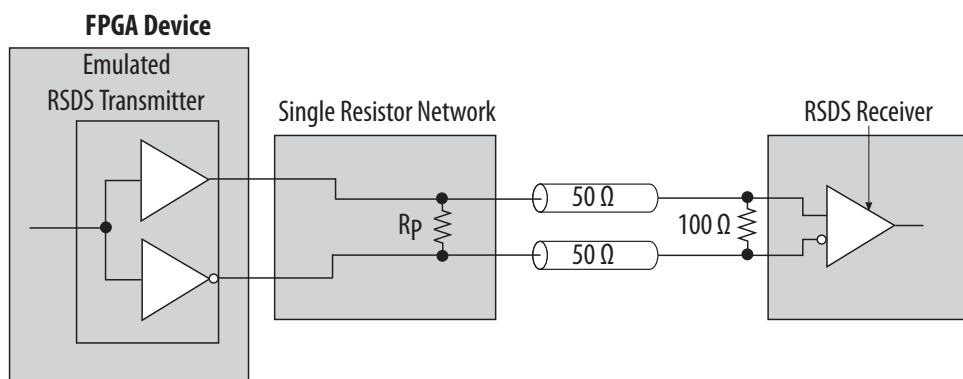 FPGA Device
Emulated
RSDS Transmitter
Single Resistor Network
RSDS Receiver
50 Ω
RP
100 Ω
50 Ω